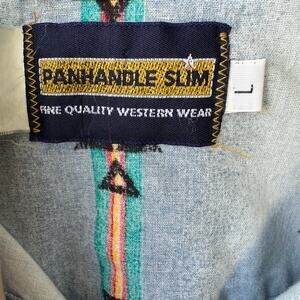 PANHANDLE SLIM
FINE QUALITY WESTERN WEAR
L